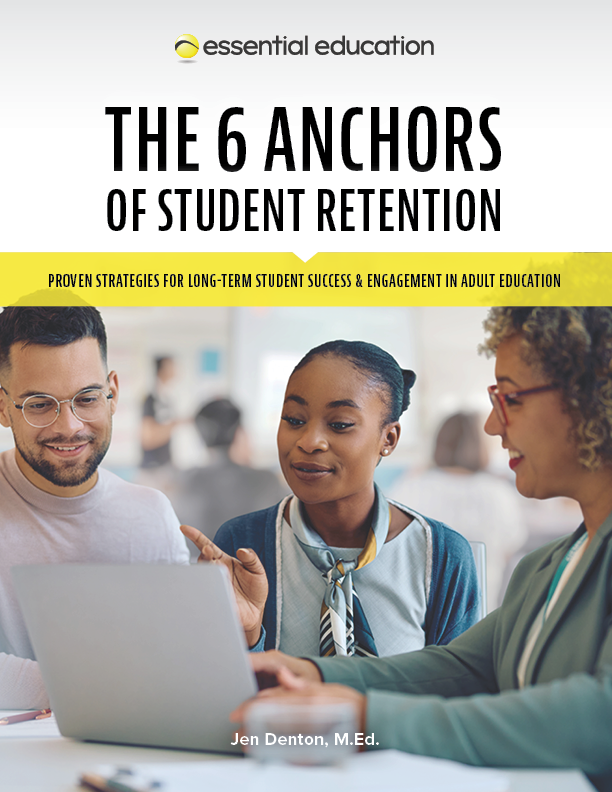 essential education
THE 6 ANCHORS
OF STUDENT RETENTION
PROVEN STRATEGIES FOR LONG-TERM STUDENT SUCCESS & ENGAGEMENT IN ADULT EDUCATION
Jen Denton, M.Ed.